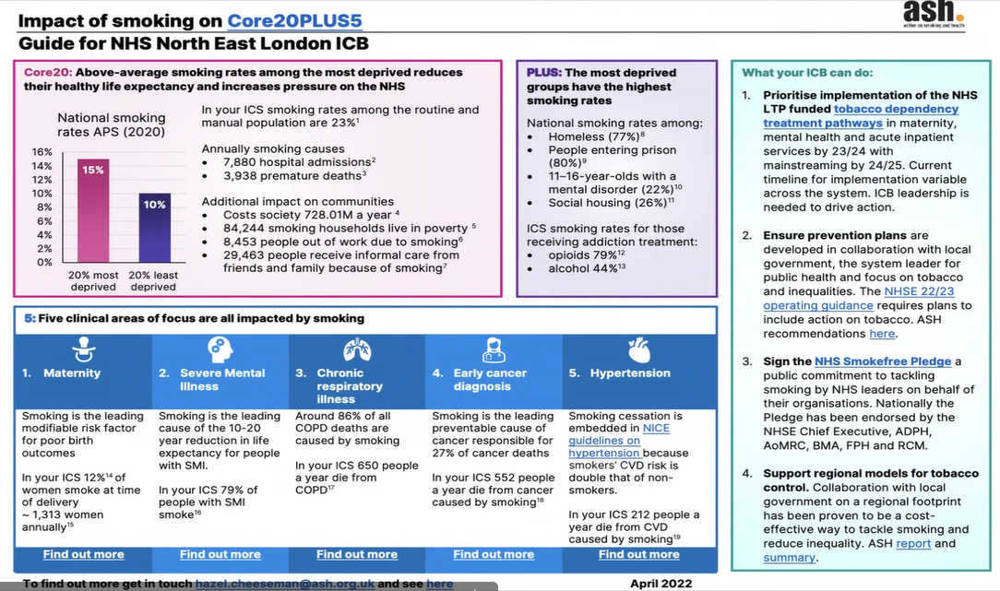 Impact of smoking on Core20PLUS5
Guide for NHS North East London ICB
ash.
action on smoking and health
Core20: Above-average smoking rates among the most deprived reduces
their healthy life expectancy and increases pressure on the NHS
National smoking
rates APS (2020)
16%
14%
12%
10%
8%
6%
4%
2%
0%
15%
10%
20% most
deprived
20% least
deprived
In your ICS smoking rates among the routine and
manual population are 23%¹
Annually smoking causes
• 7,880 hospital admissions²
• 3,938 premature deaths³
Additional impact on communities
• Costs society 728.01M a year ⁴
• 84,244 smoking households live in poverty ⁵
• 8,453 people out of work due to smoking⁶
• 29,463 people receive informal care from
friends and family because of smoking⁷
PLUS: The most deprived
groups have the highest
smoking rates
National smoking rates among:
• Homeless (77%)⁸
• People entering prison
(80%)⁹
• 11–16-year-olds with a
mental disorder (22%)¹⁰
• Social housing (26%)¹¹
ICS smoking rates for those
receiving addiction treatment:
• opioids 79%¹²
• alcohol 44%¹³
What your ICB can do:
1. Prioritise implementation of the NHS
LTP funded tobacco dependency
treatment pathways in maternity,
mental health and acute inpatient
services by 23/24 with
mainstreaming by 24/25. Current
timeline for implementation variable
across the system. ICB leadership is
needed to drive action.
2. Ensure prevention plans are
developed in collaboration with local
government, the system leader for
public health and focus on tobacco
and inequalities. The NHSE 22/23
operating guidance requires plans to
include action on tobacco. ASH
recommendations here.
3. Sign the NHS Smokefree Pledge a
public commitment to tackling
smoking by NHS leaders on behalf of
their organisations. Nationally the
Pledge has been endorsed by the
NHSE Chief Executive, ADPH,
AoMRC, BMA, FPH and RCM.
4. Support regional models for tobacco
control. Collaboration with local
government on a regional footprint
has been proven to be a cost-
effective way to tackle smoking and
reduce inequality. ASH report and
summary.
5: Five clinical areas of focus are all impacted by smoking
1. Maternity
Smoking is the leading
modifiable risk factor
for poor birth
outcomes
In your ICS 12%¹⁴ of
women smoke at time
of delivery
~ 1,313 women
annually¹⁵
Find out more
2. Severe Mental
Illness
Smoking is the leading
cause of the 10-20
year reduction in life
expectancy for people
with SMI.
In your ICS 79% of
people with SMI
smoke¹⁶
Find out more
3. Chronic
respiratory
illness
Around 86% of all
COPD deaths are
caused by smoking
In your ICS 650 people
a year die from
COPD¹⁷
Find out more
4. Early cancer
diagnosis
Smoking is the leading
preventable cause of
cancer responsible for
27% of cancer deaths
In your ICS 552 people
a year die from cancer
caused by smoking¹⁸
Find out more
5. Hypertension
Smoking cessation is
embedded in NICE
guidelines on
hypertension because
smokers' CVD risk is
double that of non-
smokers.
In your ICS 212 people a
year die from CVD
caused by smoking¹⁹
Find out more
To find out more get in touch hazel.cheeseman@ash.org.uk and see here
April 2022